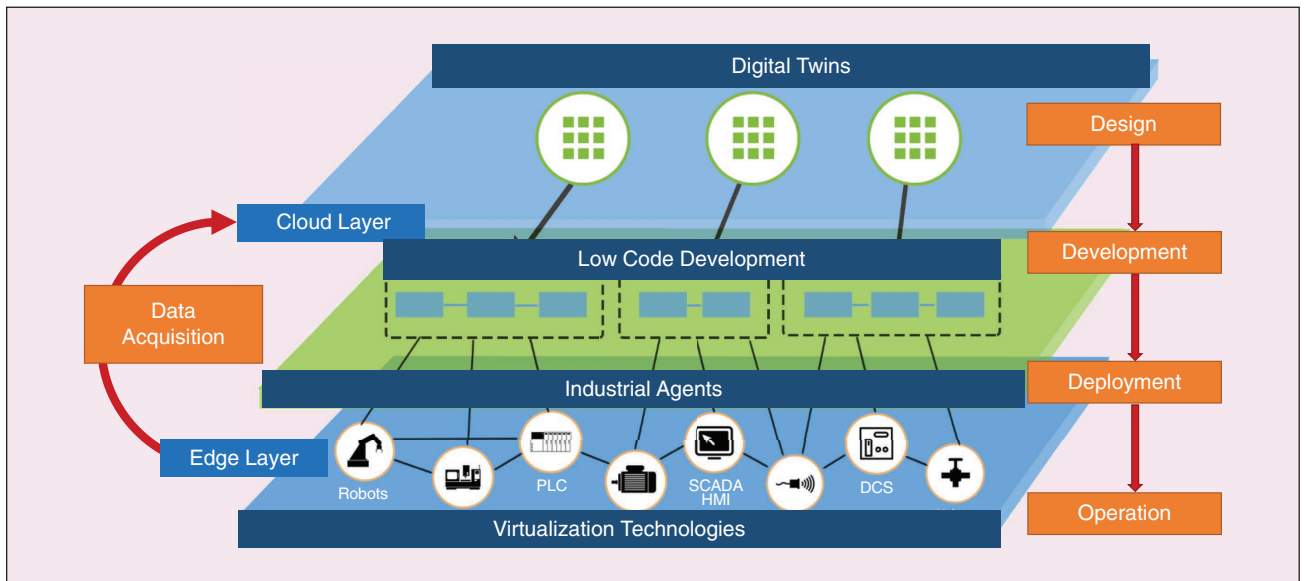 Digital Twins
Design
Cloud Layer
Low Code Development
Development
Data
Acquisition
Industrial Agents
Deployment
Edge Layer
Robots
PLC
SCADA
HMI
DCS
Virtualization Technologies
Operation